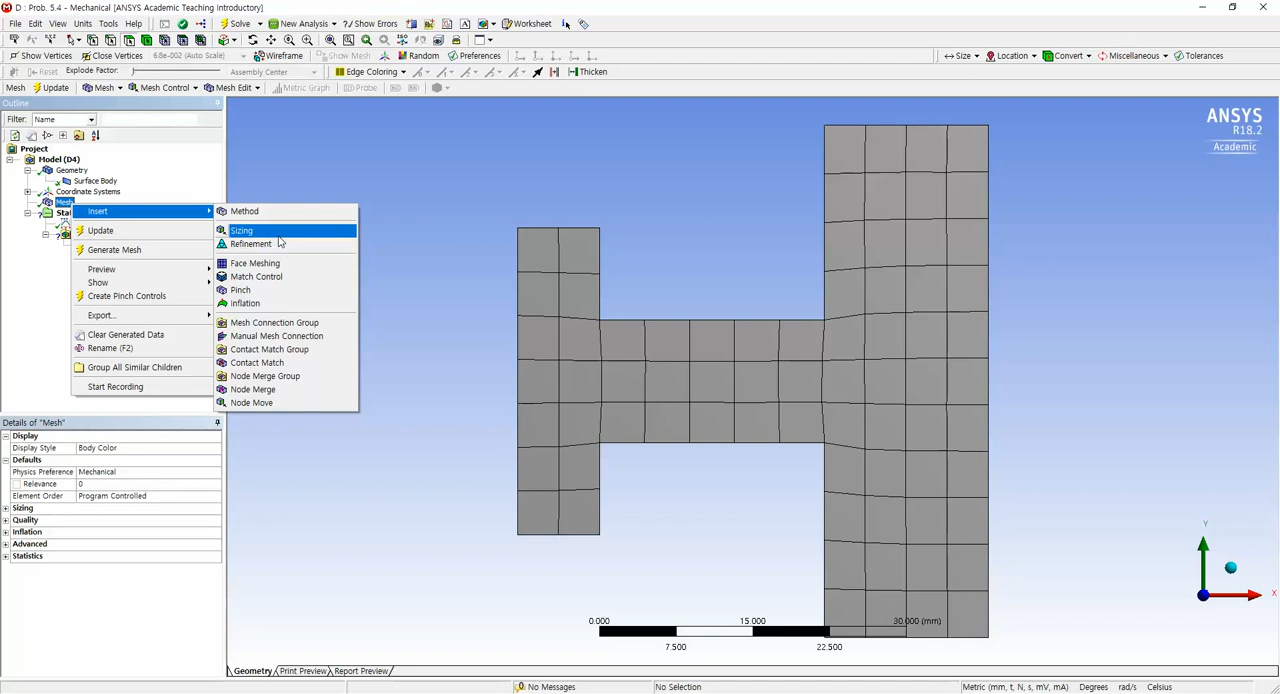 D : Prob. 5.4 - Mechanical [ANSYS Academic Teaching Introductory]
File Edit View Units Tools Help Solve New Analysis ?/ Show Errors Worksheet
Show Vertices Close Vertices 6.8e-002 (Auto Scale) Wireframe Show Mesh Random Preferences Size Location Convert Miscellaneous Tolerances
Reset Explode Factor: Assembly Center Edge Coloring Thicken
Mesh Update Mesh Mesh Control Mesh Edit Metric Graph Probe
Outline
Filter: Name
Project
Model (D4)
Geometry
Surface Body
Coordinate Systems
Mesh
Stat
Insert
Update
Generate Mesh
Preview
Show
Create Pinch Controls
Export...
Clear Generated Data
Rename (F2)
Group All Similar Children
Start Recording
Method
Sizing
Refinement
Face Meshing
Match Control
Pinch
Inflation
Mesh Connection Group
Manual Mesh Connection
Contact Match Group
Contact Match
Node Merge Group
Node Merge
Node Move
Details of "Mesh"
Display
Display Style Body Color
Defaults
Physics Preference Mechanical
Relevance 0
Element Order Program Controlled
Sizing
Quality
Inflation
Advanced
Statistics
ANSYS
R18.2
Academic
Y
X
0.000 15.000 30.000 (mm)
7.500 22.500
Geometry Print Preview Report Preview
0 No Messages No Selection Metric (mm, t, N, s, mV, mA) Degrees rad/s Celsius